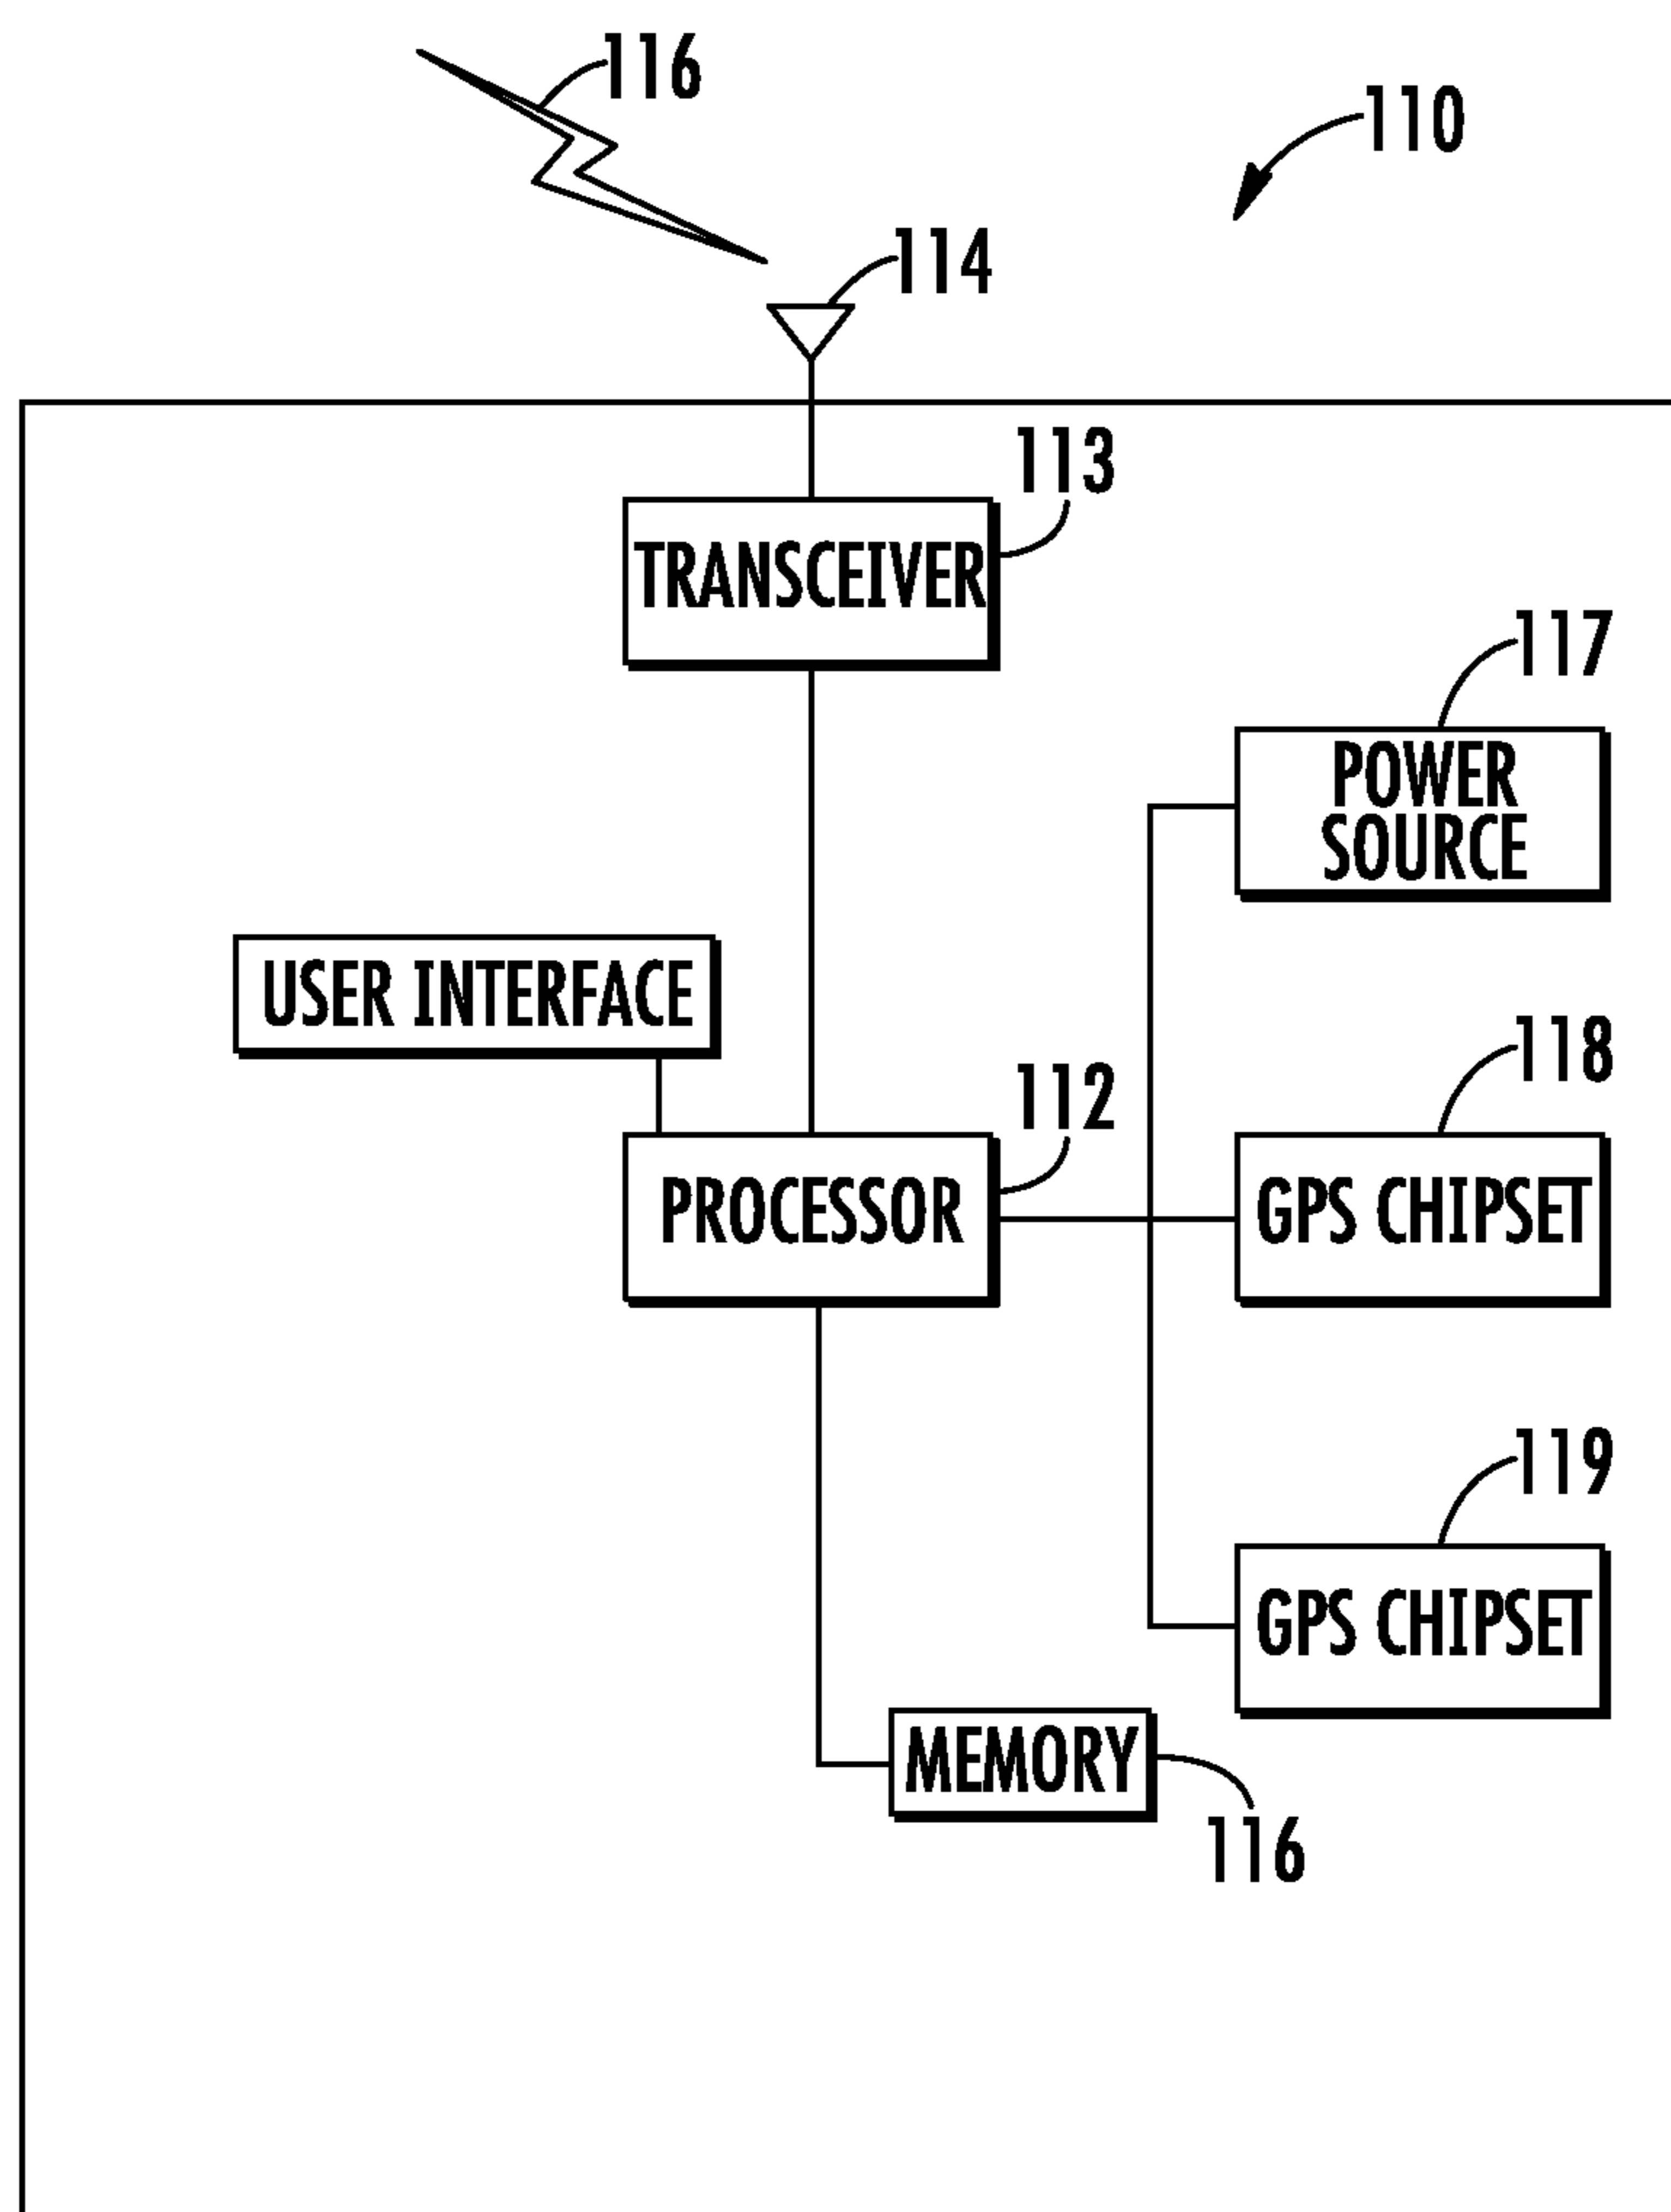 116
110
114
113
TRANSCEIVER
117
POWER
SOURCE
USER INTERFACE
118
112
PROCESSOR
GPS CHIPSET
119
GPS CHIPSET
MEMORY
116